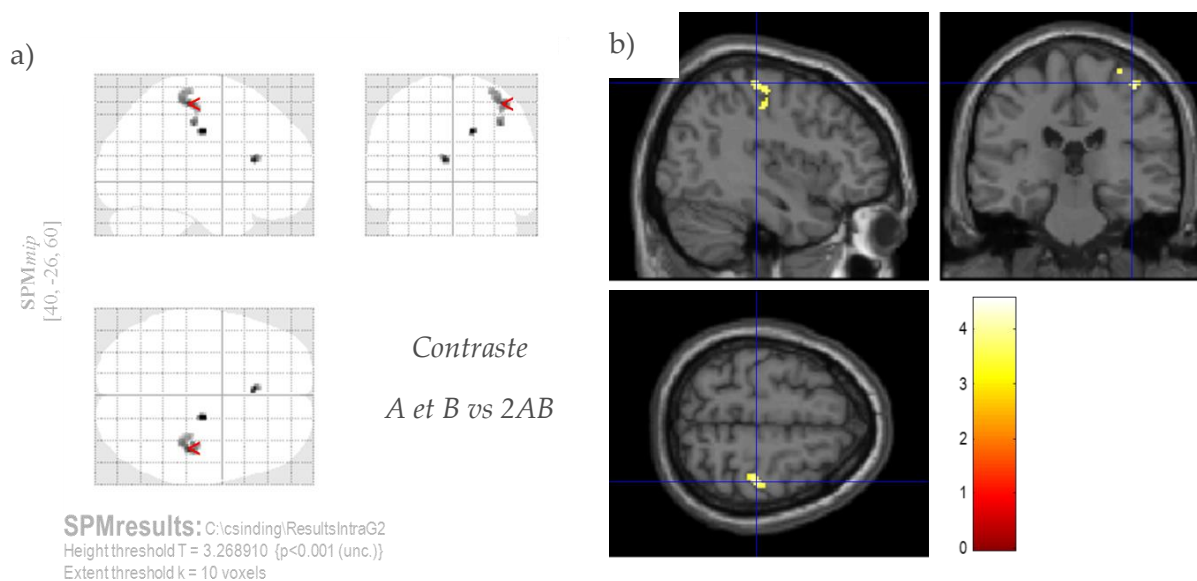 a)
SPMmip
[40, -26, 60]
Contraste
A et B vs 2AB
SPMresults: C:\csinding\ResultsIntraG2
Height threshold T = 3.268910 {p<0.001 (unc.)}
Extent threshold k = 10 voxels
b)
4
3
2
1
0